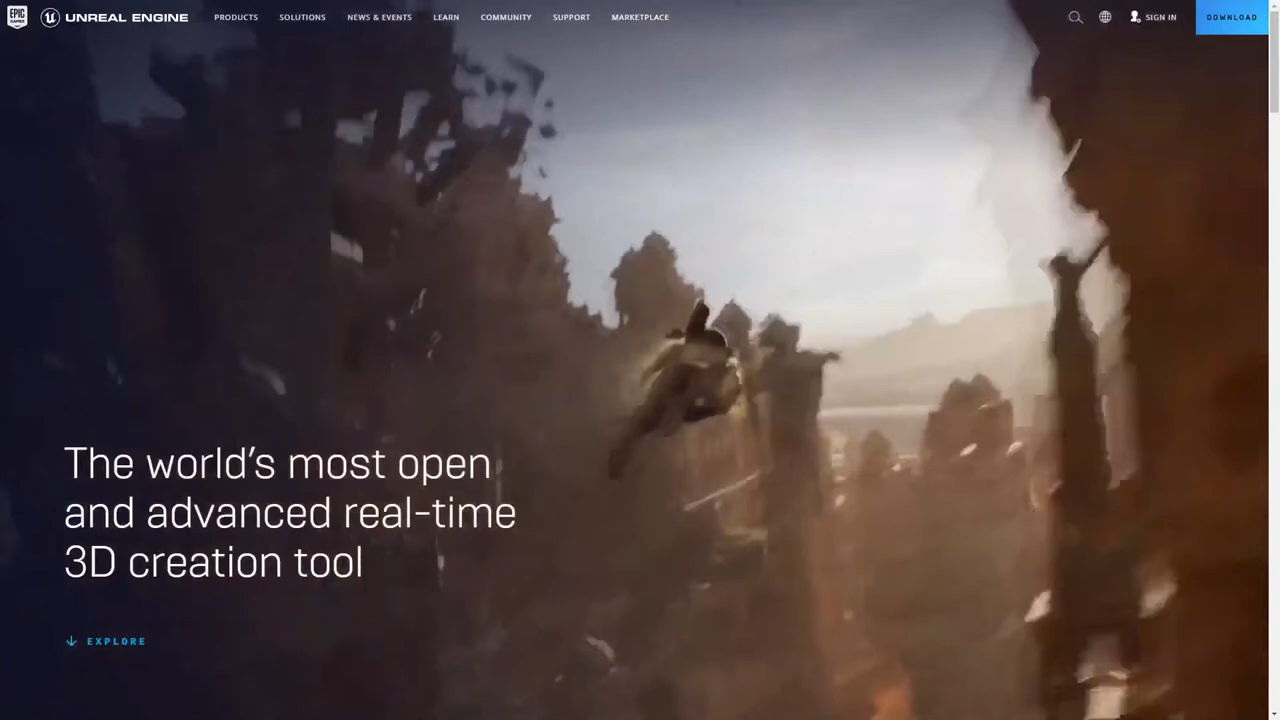 EPIC GAMES
UNREAL ENGINE
PRODUCTS
SOLUTIONS
NEWS & EVENTS
LEARN
COMMUNITY
SUPPORT
MARKETPLACE
SIGN IN
DOWNLOAD
The world's most open
and advanced real-time
3D creation tool
EXPLORE